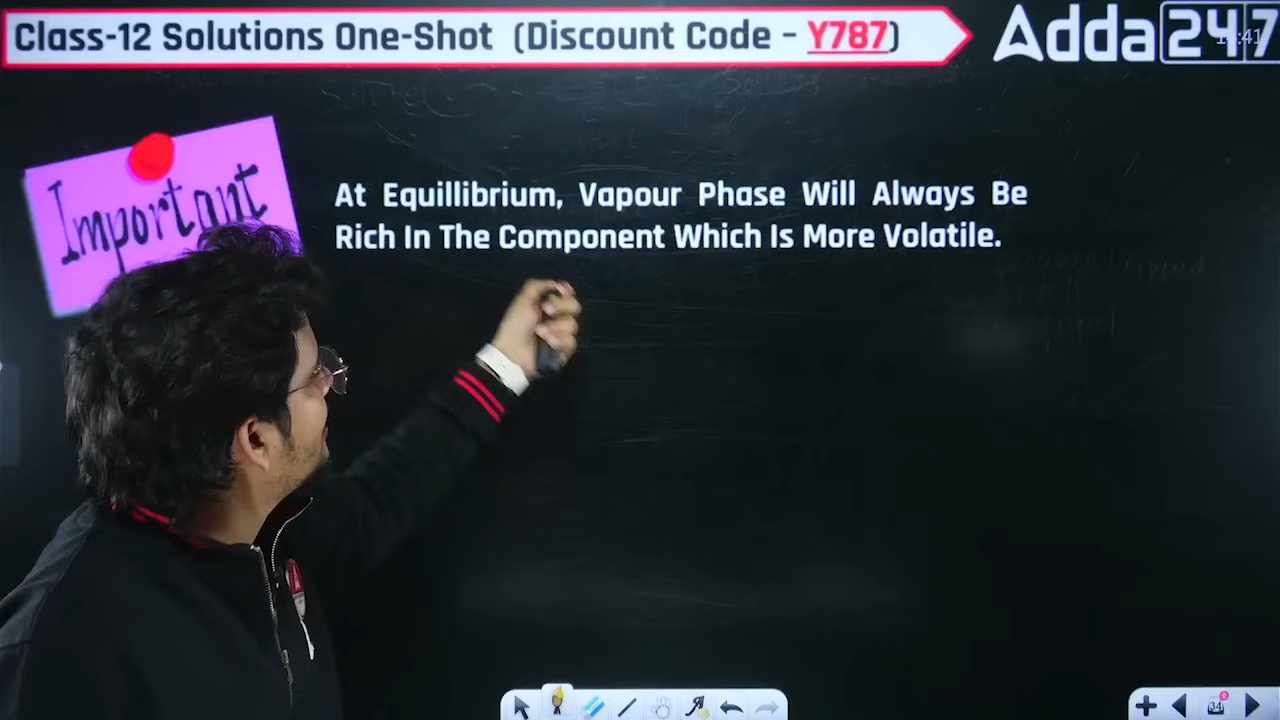 Class-12 Solutions One-Shot (Discount Code - Y787)
Adda247
Important
At Equillibrium, Vapour Phase Will Always Be
Rich In The Component Which Is More Volatile.
34